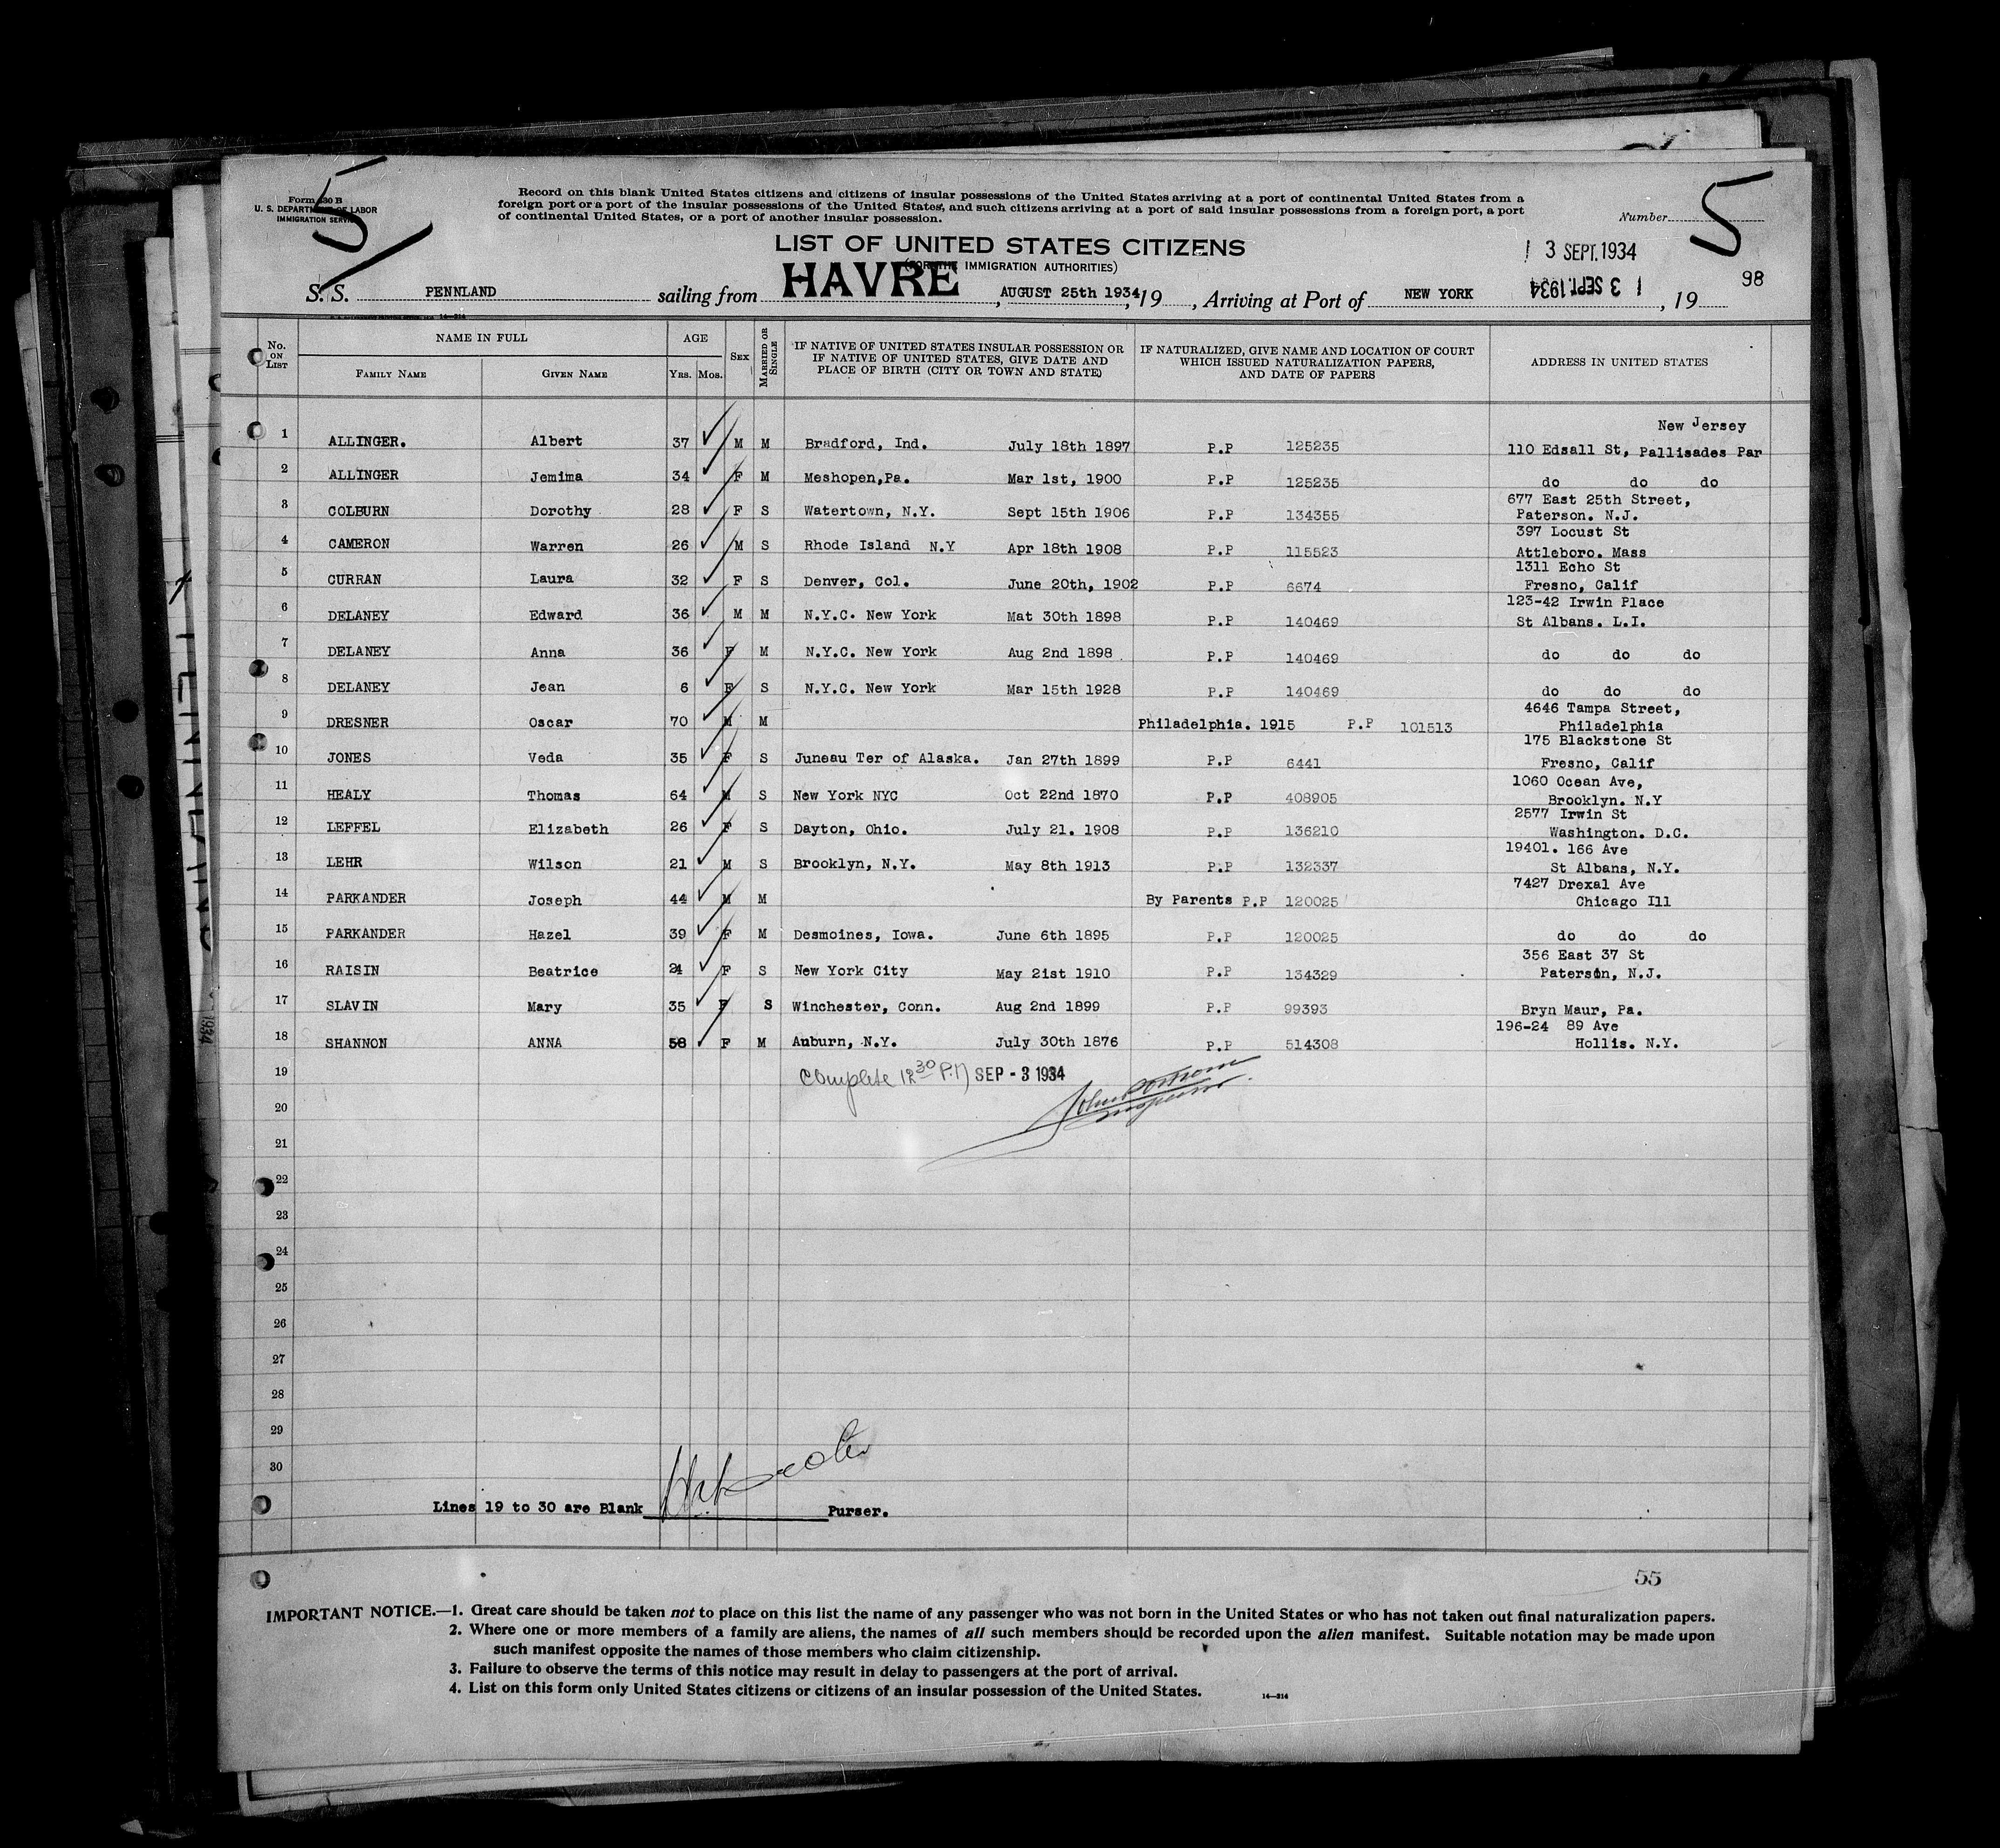 Form 630 B
U. S. DEPARTMENT OF LABOR
IMMIGRATION SERVICE
5
Record on this blank United States citizens and citizens of insular possessions of the United States arriving at a port of continental United States from a
foreign port or a port of the insular possessions of the United States, and such citizens arriving at a port of said insular possessions from a foreign port, a port
of continental United States, or a port of another insular possession.
Number 5
LIST OF UNITED STATES CITIZENS
(FOR THE IMMIGRATION AUTHORITIES)
3 SEPT.1934
98
S. S. PENNLAND sailing from HAVRE, AUGUST 25th 1934, 19 , Arriving at Port of NEW YORK 3 SEPT.1934, 19
No. ON LIST
NAME IN FULL
FAMILY NAME
GIVEN NAME
AGE
YRS. MOS.
SEX
MARRIED OR SINGLE
IF NATIVE OF UNITED STATES INSULAR POSSESSION OR
IF NATIVE OF UNITED STATES, GIVE DATE AND
PLACE OF BIRTH (CITY OR TOWN AND STATE)
IF NATURALIZED, GIVE NAME AND LOCATION OF COURT
WHICH ISSUED NATURALIZATION PAPERS,
AND DATE OF PAPERS
ADDRESS IN UNITED STATES
New Jersey
1 ALLINGER. Albert 37 M M Bradford, Ind. July 18th 1897 P.P 125235 110 Edsall St, Pallisades Par
2 ALLINGER Jemima 34 F M Meshopen,Pa. Mar 1st, 1900 P.P 125235 do do do
677 East 25th Street,
3 COLBURN Dorothy 28 F S Watertown, N.Y. Sept 15th 1906 P.P 134355 Paterson. N.J.
397 Locust St
4 CAMERON Warren 26 M S Rhode Island N.Y Apr 18th 1908 P.P 115523 Attleboro. Mass
1311 Echo St
5 CURRAN Laura 32 F S Denver, Col. June 20th, 1902 P.P 6674 Fresno, Calif
123-42 Irwin Place
6 DELANEY Edward 36 M M N.Y.C. New York Mat 30th 1898 P.P 140469 St Albans. L.I.
7 DELANEY Anna 36 F M N.Y.C. New York Aug 2nd 1898 P.P 140469 do do do
8 DELANEY Jean 6 F S N.Y.C. New York Mar 15th 1928 P.P 140469 do do do
4646 Tampa Street,
9 DRESNER Oscar 70 M M Philadelphia. 1915 P.P 101513 Philadelphia
175 Blackstone St
10 JONES Veda 35 F S Juneau Ter of Alaska. Jan 27th 1899 P.P 6441 Fresno, Calif
1060 Ocean Ave,
11 HEALY Thomas 64 M S New York NYC Oct 22nd 1870 P.P 408905 Brooklyn. N.Y
2577 Irwin St
12 LEFFEL Elizabeth 26 F S Dayton, Ohio. July 21. 1908 P.P 136210 Washington. D.C.
19401. 166 Ave
13 LEHR Wilson 21 M S Brooklyn, N.Y. May 8th 1913 P.P 132337 St Albans, N.Y.
7427 Drexal Ave
14 PARKANDER Joseph 44 M M By Parents P.P 120025 Chicago Ill
15 PARKANDER Hazel 39 F M Desmoines, Iowa. June 6th 1895 P.P 120025 do do do
356 East 37 St
16 RAISIN Beatrice 24 F S New York City May 21st 1910 P.P 134329 Paterson, N.J.
17 SLAVIN Mary 35 F S Winchester, Conn. Aug 2nd 1899 P.P 99393 Bryn Maur, Pa.
196-24 89 Ave
18 SHANNON ANNA 58 F M Auburn, N.Y. July 30th 1876 P.P 514308 Hollis. N.Y.
19 Complete 12 30 P.M SEP - 3 1934
20
21
22
23
24
25
26
27
28
29
30
Lines 19 to 30 are Blank Purser.
55
IMPORTANT NOTICE.—1. Great care should be taken not to place on this list the name of any passenger who was not born in the United States or who has not taken out final naturalization papers.
2. Where one or more members of a family are aliens, the names of all such members should be recorded upon the alien manifest. Suitable notation may be made upon
such manifest opposite the names of those members who claim citizenship.
3. Failure to observe the terms of this notice may result in delay to passengers at the port of arrival.
4. List on this form only United States citizens or citizens of an insular possession of the United States.
14—214